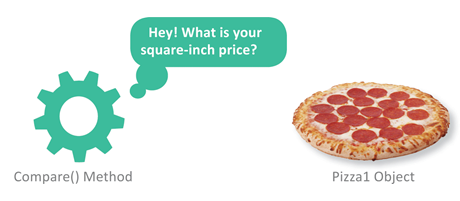 Hey! What is your
square-inch price?
Compare() Method
Pizza1 Object